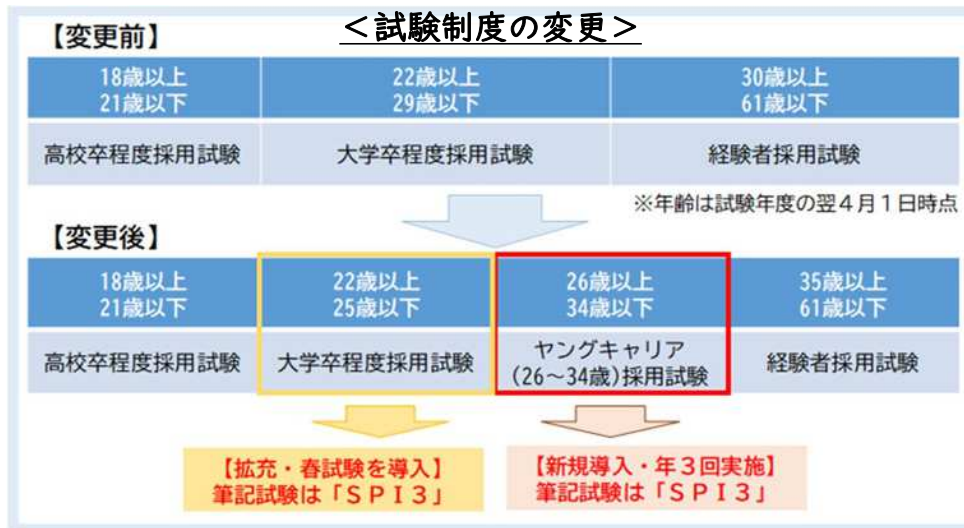 ＜試験制度の変更＞
【変更前】
18歳以上
21歳以下
22歳以上
29歳以下
30歳以上
61歳以下
高校卒程度採用試験
大学卒程度採用試験
経験者採用試験
※年齢は試験年度の翌４月１日時点
【変更後】
18歳以上
21歳以下
22歳以上
25歳以下
26歳以上
34歳以下
35歳以上
61歳以下
高校卒程度採用試験
大学卒程度採用試験
ヤングキャリア
(26～34歳)採用試験
経験者採用試験
【拡充・春試験を導入】
筆記試験は「ＳＰＩ３」
【新規導入・年３回実施】
筆記試験は「ＳＰＩ３」